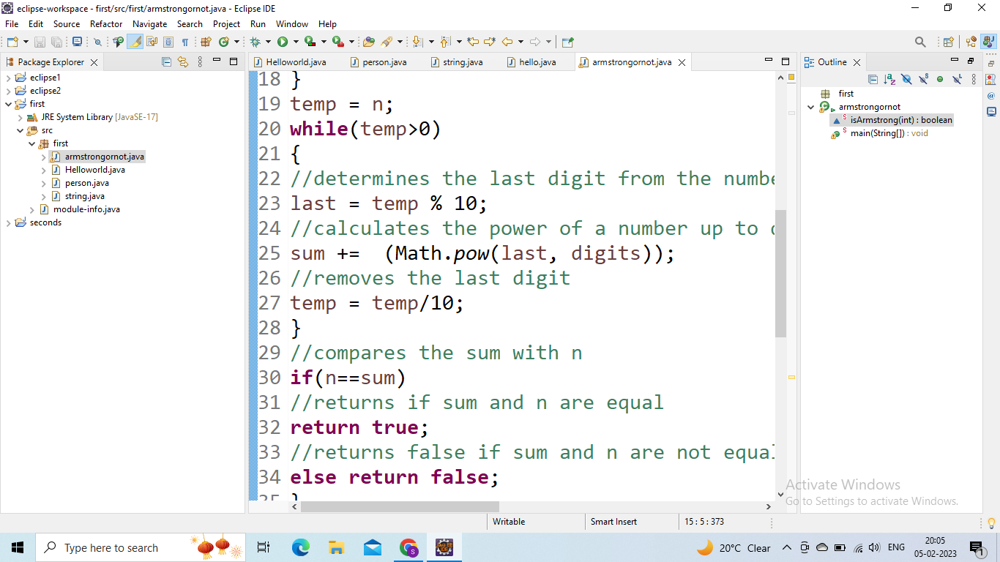 eclipse-workspace - first/src/first/armstrongornot.java - Eclipse IDE
File Edit Source Refactor Navigate Search Project Run Window Help
Package Explorer
Helloworld.java person.java string.java hello.java armstrongornot.java
Outline
eclipse1
eclipse2
first
JRE System Library [JavaSE-17]
src
first
armstrongornot.java
Helloworld.java
person.java
string.java
module-info.java
seconds
18 }
19 temp = n;
20 while(temp>0)
21 {
22 //determines the last digit from the numbe
23 last = temp % 10;
24 //calculates the power of a number up to
25 sum +=  (Math.pow(last, digits));
26 //removes the last digit
27 temp = temp/10;
28 }
29 //compares the sum with n
30 if(n==sum)
31 //returns if sum and n are equal
32 return true;
33 //returns false if sum and n are not equal
34 else return false;
35 }
first
armstrongornot
isArmstrong(int) : boolean
main(String[]) : void
Activate Windows
Go to Settings to activate Windows.
Writable Smart Insert 15 : 5 : 373
Type here to search
20°C Clear
ENG
20:05
05-02-2023
1